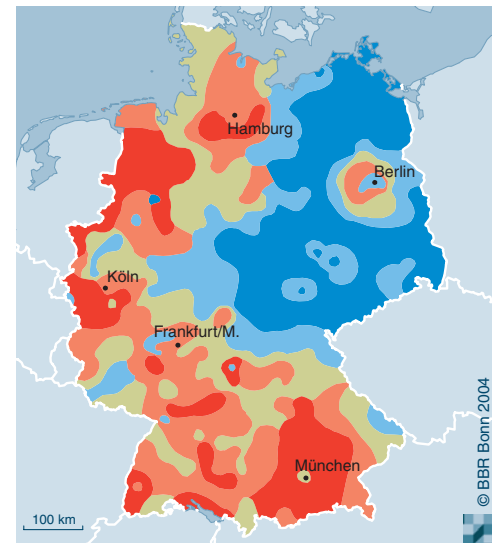 Hamburg
Berlin
Köln
Frankfurt/M.
München
100 km
© BBR Bonn 2004